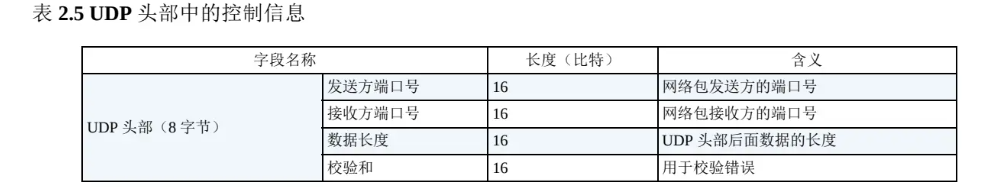 表 2.5 UDP 头部中的控制信息
字段名称 长度（比特） 含义
UDP 头部（8 字节）
发送方端口号 16 网络包发送方的端口号
接收方端口号 16 网络包接收方的端口号
数据长度 16 UDP 头部后面数据的长度
校验和 16 用于校验错误